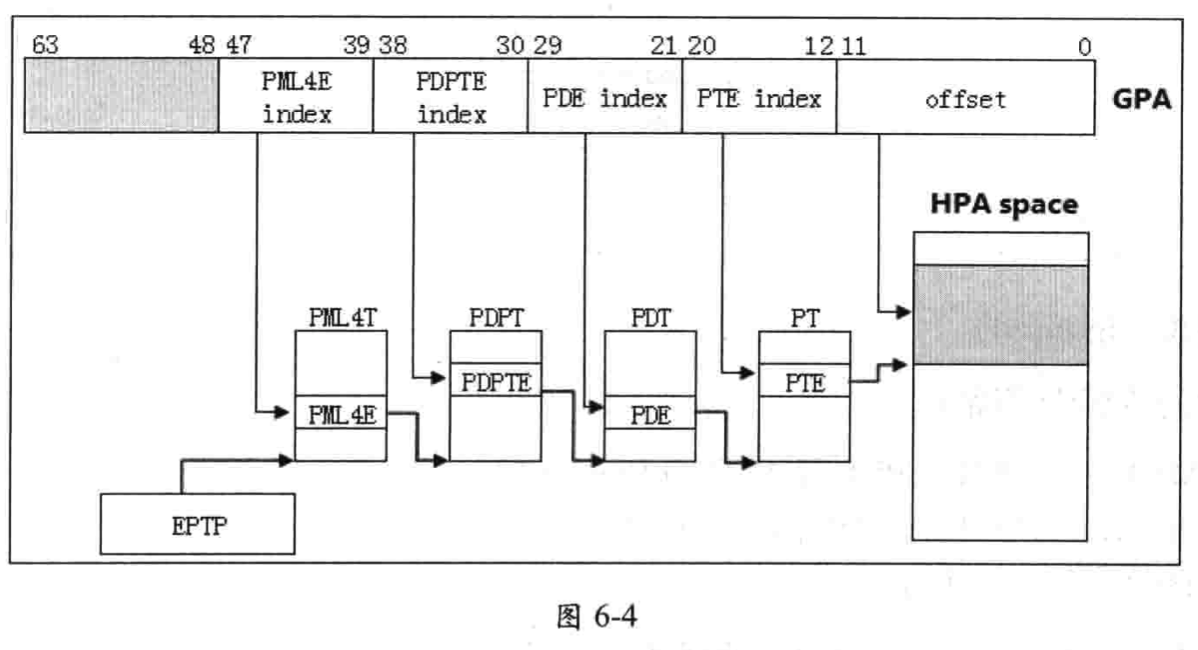 63 48 47 39 38 30 29 21 20 12 11 0
PML4E index PDPTE index PDE index PTE index offset GPA
HPA space
PML4T PDPT PDT PT
PDPTE PTE
PML4E PDE
EPTP
图 6-4